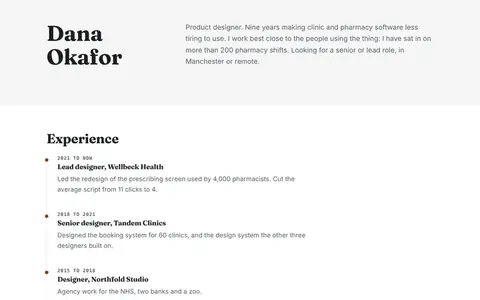 Dana
Okafor
Product designer. Nine years making clinic and pharmacy software less
tiring to use. I work best close to the people using the thing: I have sat in on
more than 200 pharmacy shifts. Looking for a senior or lead role, in
Manchester or remote.
Experience
2021 TO NOW
Lead designer, Wellbeck Health
Led the redesign of the prescribing screen used by 4,000 pharmacists. Cut the
average script from 11 clicks to 4.
2018 TO 2021
Senior designer, Tandem Clinics
Designed the booking system for 60 clinics, and the design system the other three
designers built on.
2015 TO 2018
Designer, Northfold Studio
Agency work for the NHS, two banks and a zoo.